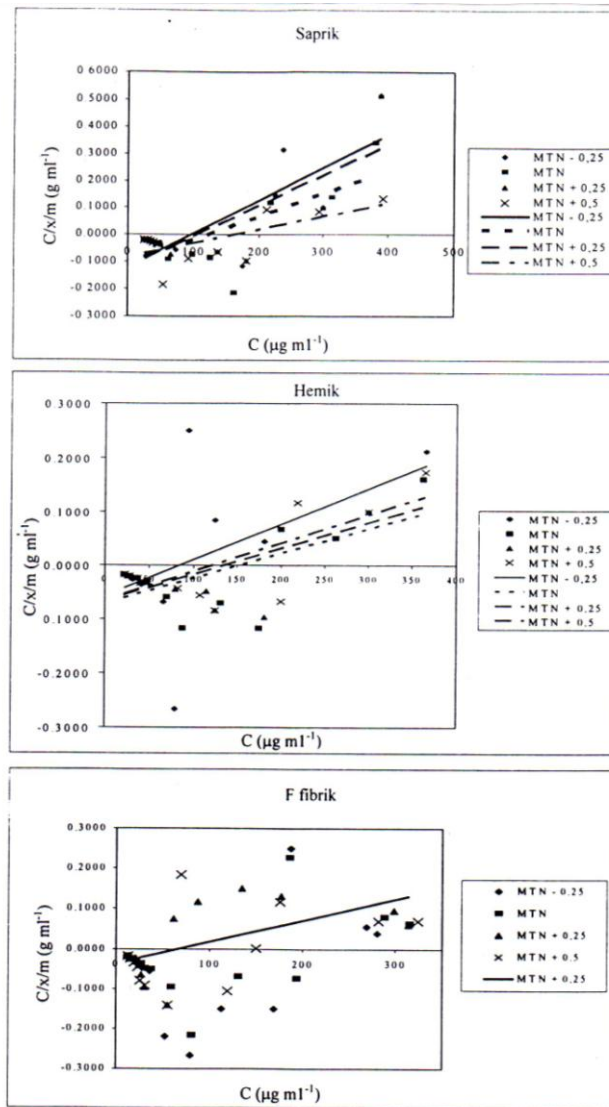 Saprik
C/x/m (g ml⁻¹)
0.6000
0.5000
0.4000
0.3000
0.2000
0.1000
0.0000
-0.1000
-0.2000
-0.3000
0 100 200 300 400 500
C (µg m1⁻¹)
MTN - 0,25
MTN
MTN + 0,25
MTN + 0,5
MTN - 0,25
MTN
MTN + 0,25
MTN + 0,5
Hemik
C/x/m (g ml⁻¹)
0.3000
0.2000
0.1000
0.0000
0.1000
-0.2000
-0.3000
0 50 100 150 200 250 300 350 400
C (µg m1⁻¹)
MTN - 0,25
MTN
MTN + 0,25
MTN + 0,5
MTN - 0,25
MTN
MTN + 0,25
MTN + 0,5
F fibrik
C/x/m (g ml⁻¹)
0.3000
0.2000
0.1000
0.0000
-0.1000
-0.2000
-0.3000
0 100 200 300
C (µg m1⁻¹)
MTN - 0,25
MTN
MTN + 0,25
MTN + 0,5
MTN + 0,25